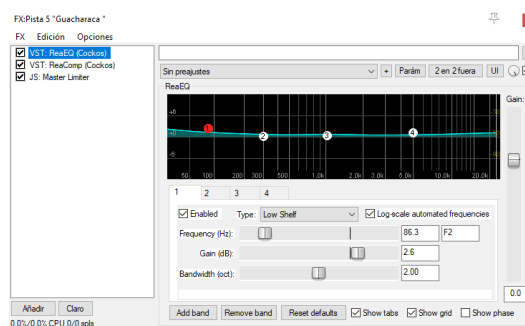 FX:Pista 5 "Guacharaca "
FX Edición Opciones
VST: ReaEQ (Cockos)
VST: ReaComp (Cockos)
JS: Master Limiter
Sin preajustes + Parám 2 en 2 fuera UI
ReaEQ
Gain:
+6
+0
-6
1 2 3 4
50 100 200 300 500 1.0k 2.0k 3.0k 5.0k 10.0k 20.0k
1 2 3 4
Enabled Type: Low Shelf Log-scale automated frequencies
Frequency (Hz): 86.3 F2
Gain (dB): 2.6
Bandwidth (oct): 2.00
0.0
Añadir Claro
Add band Remove band Reset defaults Show tabs Show grid Show phase
0.0%/0.0% CPU 0/0 spls